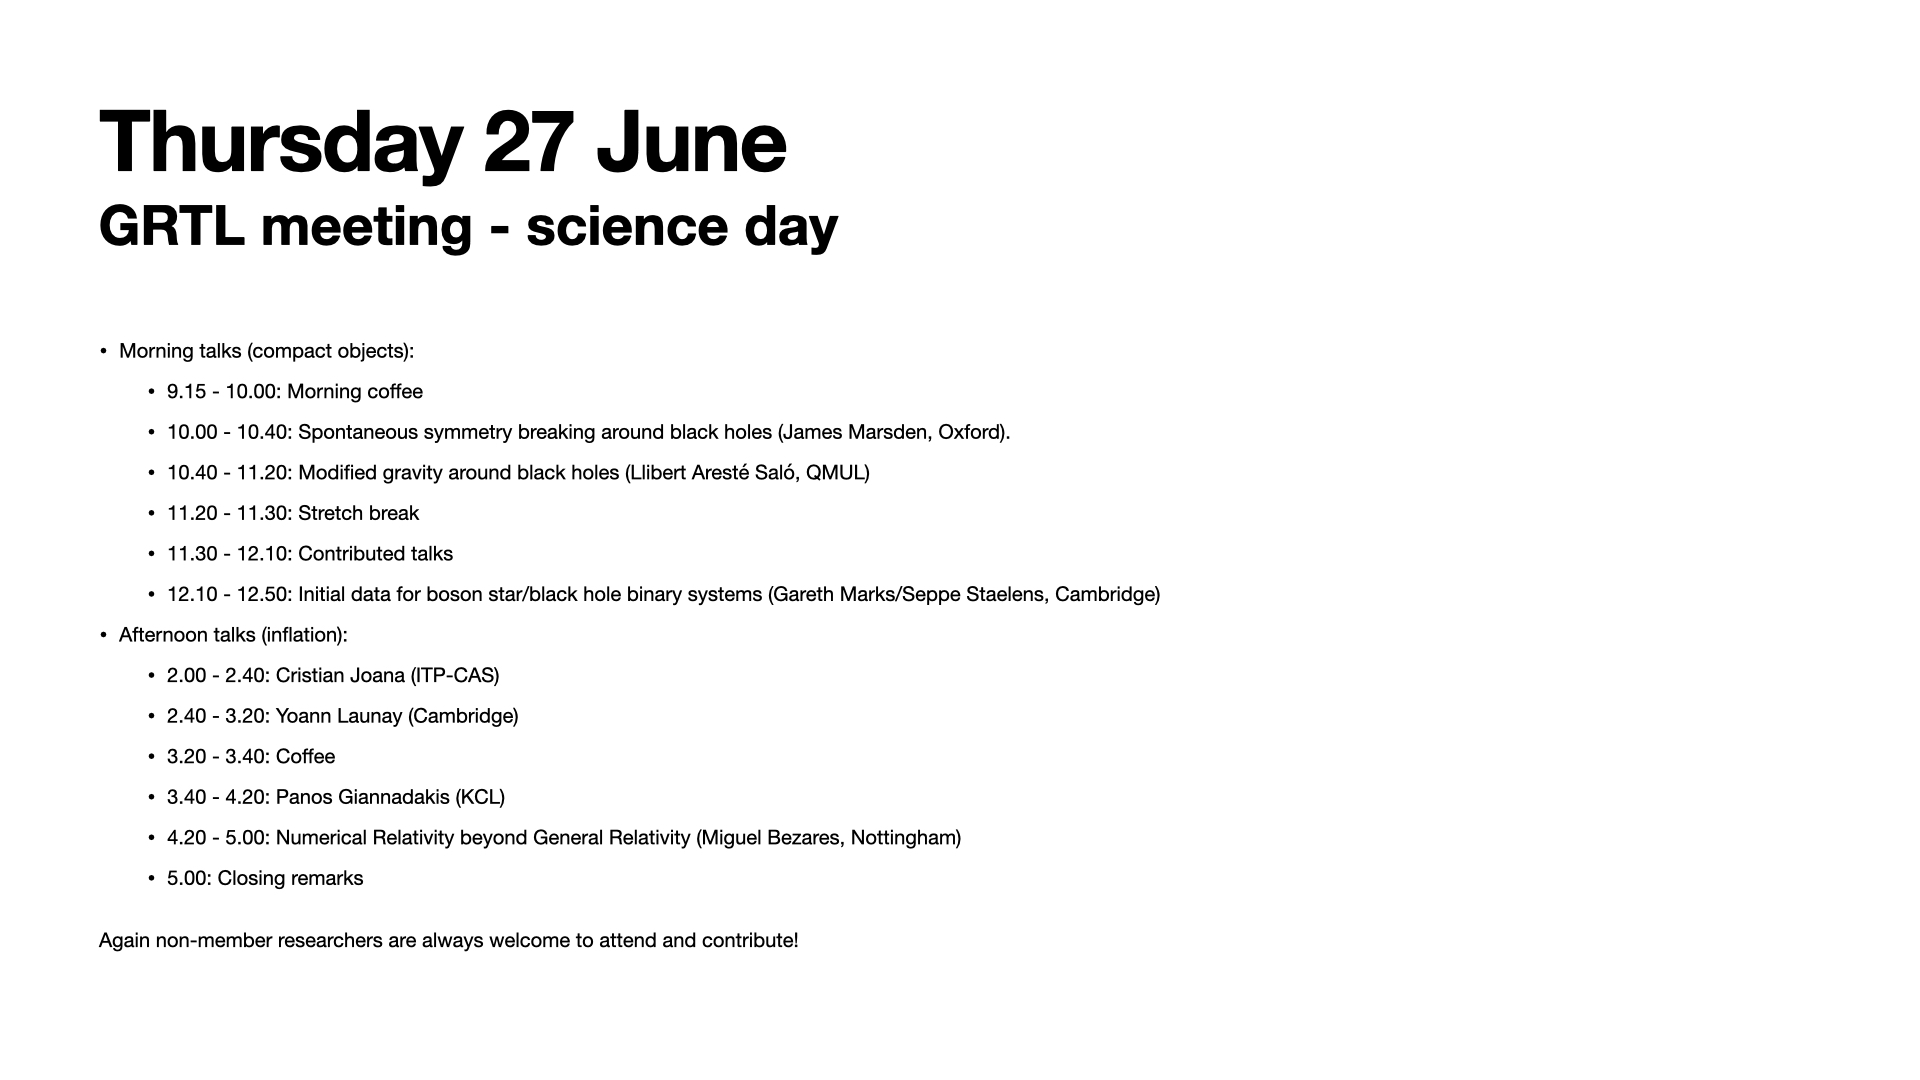 Thursday 27 June
GRTL meeting - science day
• Morning talks (compact objects):
• 9.15 - 10.00: Morning coffee
• 10.00 - 10.40: Spontaneous symmetry breaking around black holes (James Marsden, Oxford).
• 10.40 - 11.20: Modified gravity around black holes (Llibert Aresté Saló, QMUL)
• 11.20 - 11.30: Stretch break
• 11.30 - 12.10: Contributed talks
• 12.10 - 12.50: Initial data for boson star/black hole binary systems (Gareth Marks/Seppe Staelens, Cambridge)
• Afternoon talks (inflation):
• 2.00 - 2.40: Cristian Joana (ITP-CAS)
• 2.40 - 3.20: Yoann Launay (Cambridge)
• 3.20 - 3.40: Coffee
• 3.40 - 4.20: Panos Giannadakis (KCL)
• 4.20 - 5.00: Numerical Relativity beyond General Relativity (Miguel Bezares, Nottingham)
• 5.00: Closing remarks
Again non-member researchers are always welcome to attend and contribute!